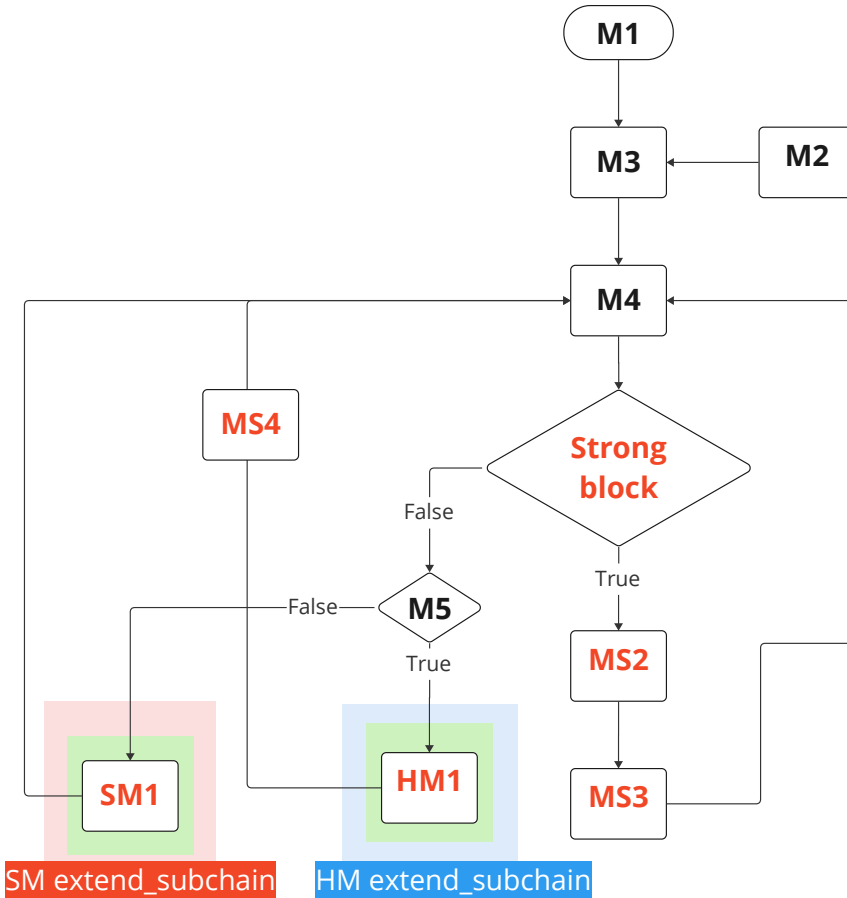 M1
M3
M2
M4
MS4
Strong
block
False
True
False
M5
True
MS2
SM1
HM1
MS3
SM extend_subchain
HM extend_subchain